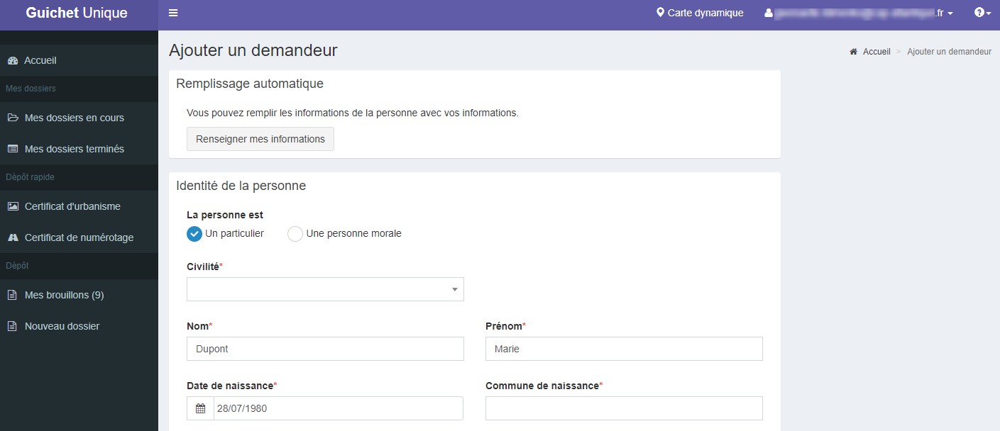 Guichet Unique
Carte dynamique
.fr
Accueil
Mes dossiers
Mes dossiers en cours
Mes dossiers terminés
Dépôt rapide
Certificat d'urbanisme
Certificat de numérotage
Dépôt
Mes brouillons (9)
Nouveau dossier
Ajouter un demandeur
Accueil > Ajouter un demandeur
Remplissage automatique
Vous pouvez remplir les informations de la personne avec vos informations.
Renseigner mes informations
Identité de la personne
La personne est
Un particulier Une personne morale
Civilité*
Nom* Prénom*
Dupont Marie
Date de naissance* Commune de naissance*
28/07/1980